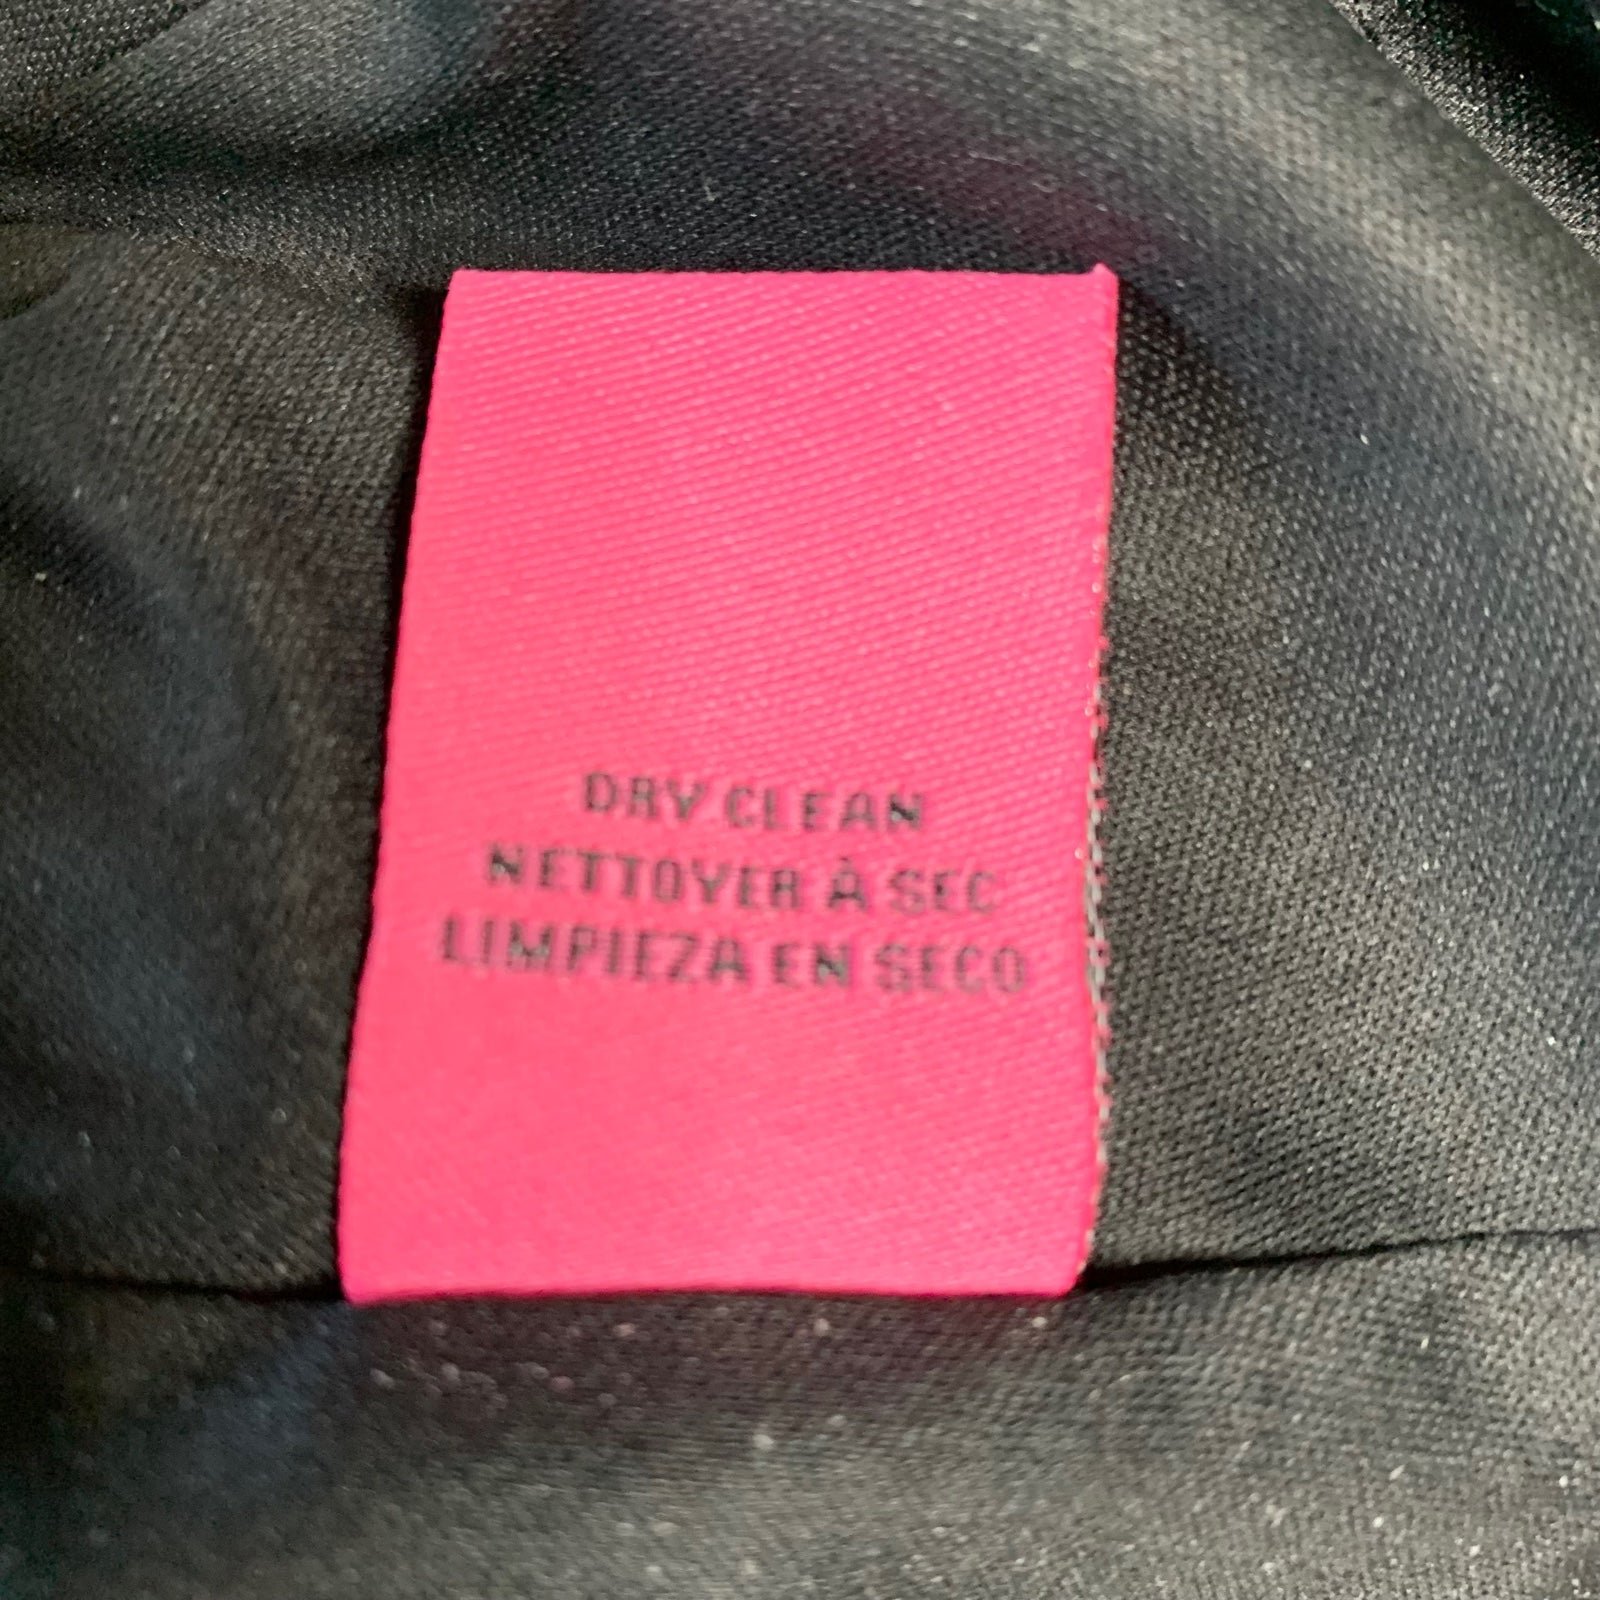 DRY CLEAN
NETTOYER À SEC
LIMPIEZA EN SECO